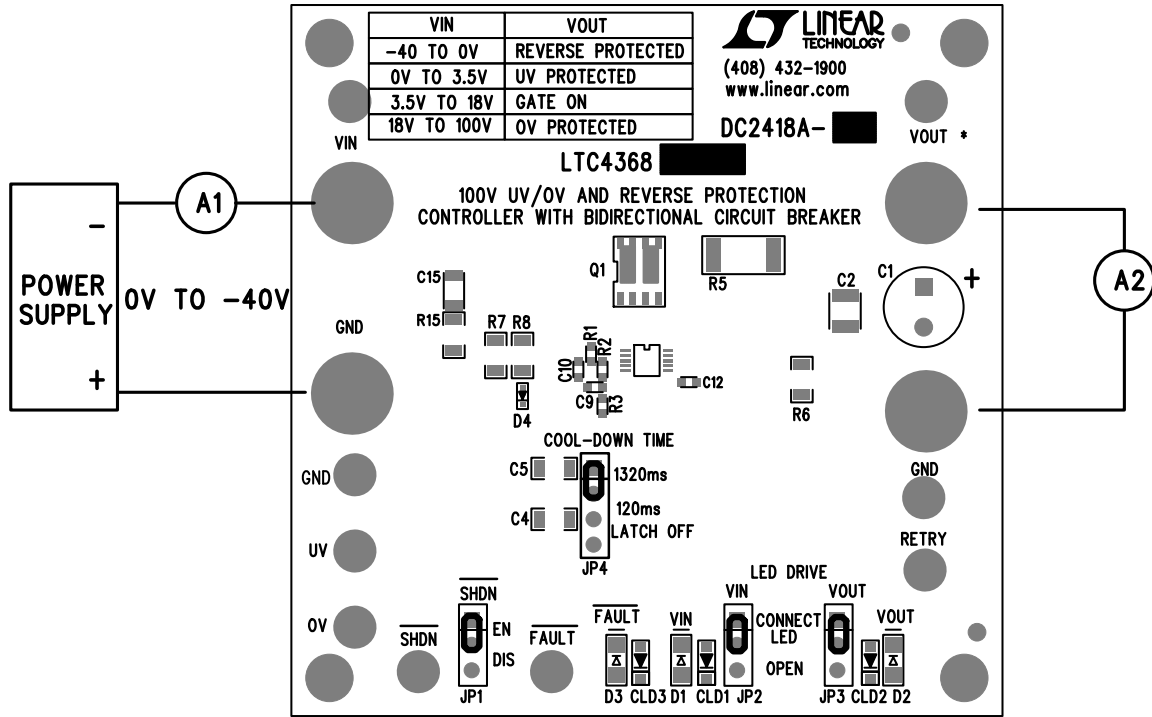 VIN VOUT
-40 TO 0V REVERSE PROTECTED
0V TO 3.5V UV PROTECTED
3.5V TO 18V GATE ON
18V TO 100V OV PROTECTED
LINEAR
TECHNOLOGY
(408) 432-1900
www.linear.com
DC2418A-
VIN
VOUT *
LTC4368
100V UV/OV AND REVERSE PROTECTION
CONTROLLER WITH BIDIRECTIONAL CIRCUIT BREAKER
A1
-
POWER
SUPPLY
+
0V TO -40V
A2
Q1
R5
C15
C2
C1
+
R15
GND
R7
R8
R1
R2
C10
C9
R3
C12
D4
R6
COOL-DOWN TIME
C5
1320ms
120ms
C4
LATCH OFF
JP4
GND
GND
UV
RETRY
OV
SHDN
SHDN
EN
DIS
JP1
FAULT
FAULT
D3
CLD3
VIN
D1
CLD1
LED DRIVE
VIN
VOUT
CONNECT
LED
OPEN
JP2
JP3
VOUT
CLD2
D2